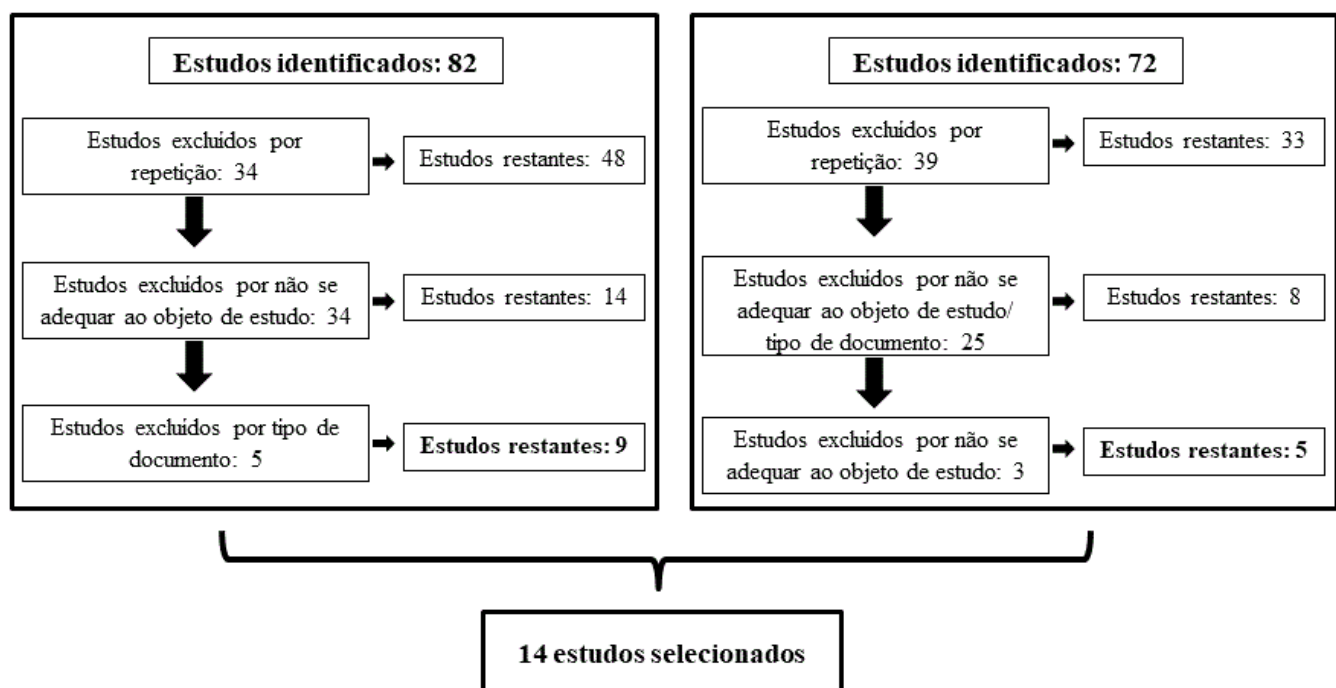 Estudos identificados: 82
Estudos excluídos por
repetição: 34
Estudos restantes: 48
Estudos excluídos por não se
adequar ao objeto de estudo: 34
Estudos restantes: 14
Estudos excluídos por tipo de
documento: 5
Estudos restantes: 9
Estudos identificados: 72
Estudos excluídos por
repetição: 39
Estudos restantes: 33
Estudos excluídos por não se
adequar ao objeto de estudo/
tipo de documento: 25
Estudos restantes: 8
Estudos excluídos por não se
adequar ao objeto de estudo: 3
Estudos restantes: 5
14 estudos selecionados